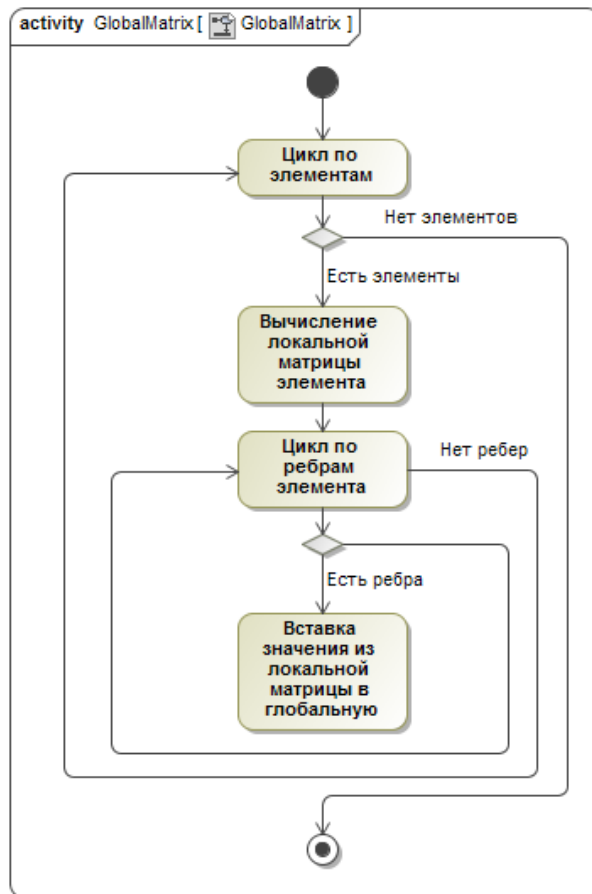 activity GlobalMatrix [ GlobalMatrix ]
Цикл по
элементам
Нет элементов
Есть элементы
Вычисление
локальной
матрицы
элемента
Цикл по
ребрам
элемента
Нет ребер
Есть ребра
Вставка
значения из
локальной
матрицы в
глобальную